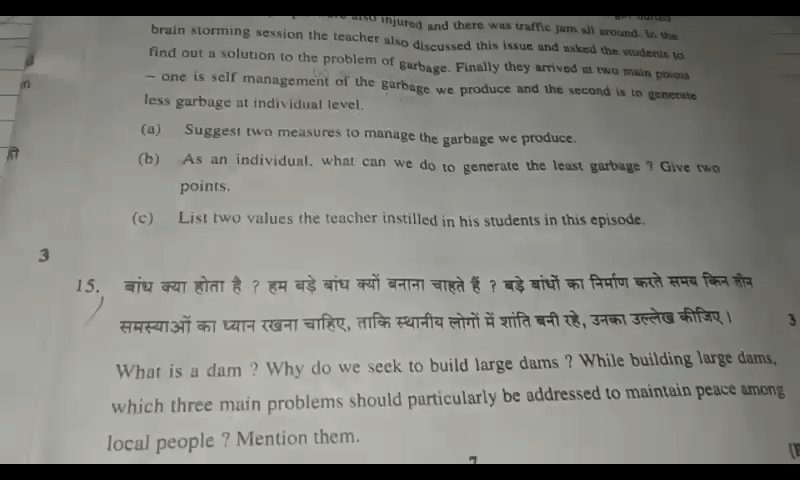 also injured and there was traffic jam all around. In the
brain storming session the teacher also discussed this issue and asked the students to
find out a solution to the problem of garbage. Finally they arrived at two main points
– one is self management of the garbage we produce and the second is to generate
less garbage at individual level.
(a) Suggest two measures to manage the garbage we produce.
(b) As an individual, what can we do to generate the least garbage ? Give two
points.
(c) List two values the teacher instilled in his students in this episode.
3
15. बांध क्या होता है ? हम बड़े बांध क्यों बनाना चाहते हैं ? बड़े बांधों का निर्माण करते समय किन तीन
समस्याओं का ध्यान रखना चाहिए, ताकि स्थानीय लोगों में शांति बनी रहे, उनका उल्लेख कीजिए ।
3
What is a dam ? Why do we seek to build large dams ? While building large dams,
which three main problems should particularly be addressed to maintain peace among
local people ? Mention them.
7